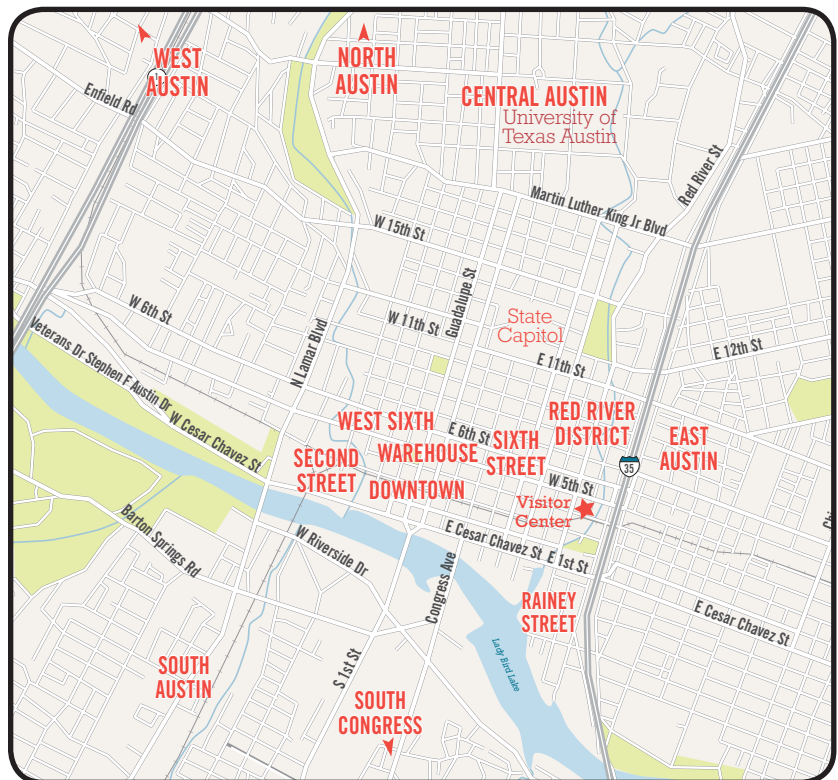 WEST
AUSTIN
NORTH
AUSTIN
Enfield Rd
CENTRAL AUSTIN
University of
Texas Austin
Red River St
Martin Luther King Jr Blvd
W 15th St
Guadalupe St
W 11th St
State
Capitol
W 6th St
N Lamar Blvd
E 11th St
E 12th St
Veterans Dr Stephen F Austin Dr
W Cesar Chavez St
WEST SIXTH
E 6th St
RED RIVER
DISTRICT
SIXTH
STREET
EAST
AUSTIN
WAREHOUSE
SECOND
STREET
35
DOWNTOWN
W 5th St
Visitor
Center
Barton Springs Rd
W Riverside Dr
E Cesar Chavez St
E 1st St
Congress Ave
RAINEY
STREET
E Cesar Chavez St
Lady Bird Lake
SOUTH
AUSTIN
S 1st St
SOUTH
CONGRESS